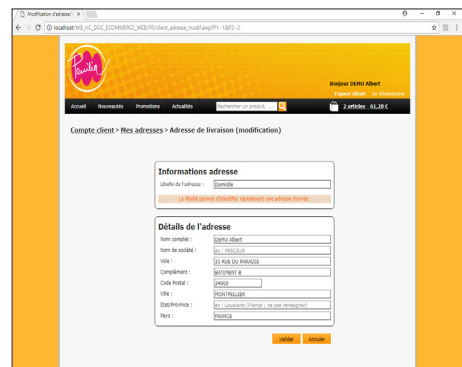 Modification d'adresse
localhost/WD_HC_DOC_ECOMMERCE_WEB/FR/client_adresse_modif.awp?P1=1&P2=2
Bonjour DEMO Albert
Espace client Se déconnecter
Accueil Nouveautés Promotions Actualités Rechercher un produit, ... 2 articles - 61,20 €
Compte client > Mes adresses > Adresse de livraison (modification)
Informations adresse
Libellé de l'adresse : Domicile
Le libellé permet d'identifier rapidement une adresse donnée.
Détails de l'adresse
Nom complet : DEMO Albert
Nom de société : ex : PRECILIA
Voie : 35 RUE DU PARADIS
Complément : BATIMENT B
Code Postal : 34000
Ville : MONTPELLIER
Etat/Province : ex : Louisiane (France : ne pas renseigner)
Pays : FRANCE
Valider Annuler